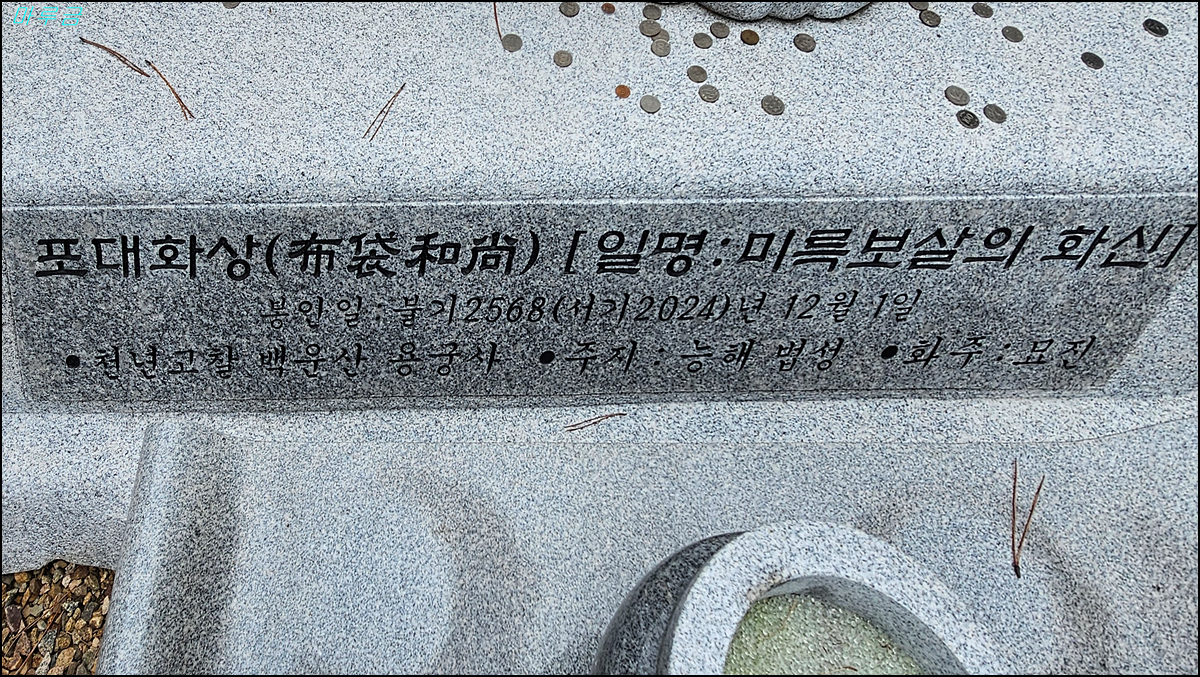 포대화상(布袋和尙) [일명:미륵보살의 화신]
봉안일:불기2568(서기2024)년 12월 1일
•천년고찰 백운산 용궁사 •주지:능해 법성 •화주:묘진